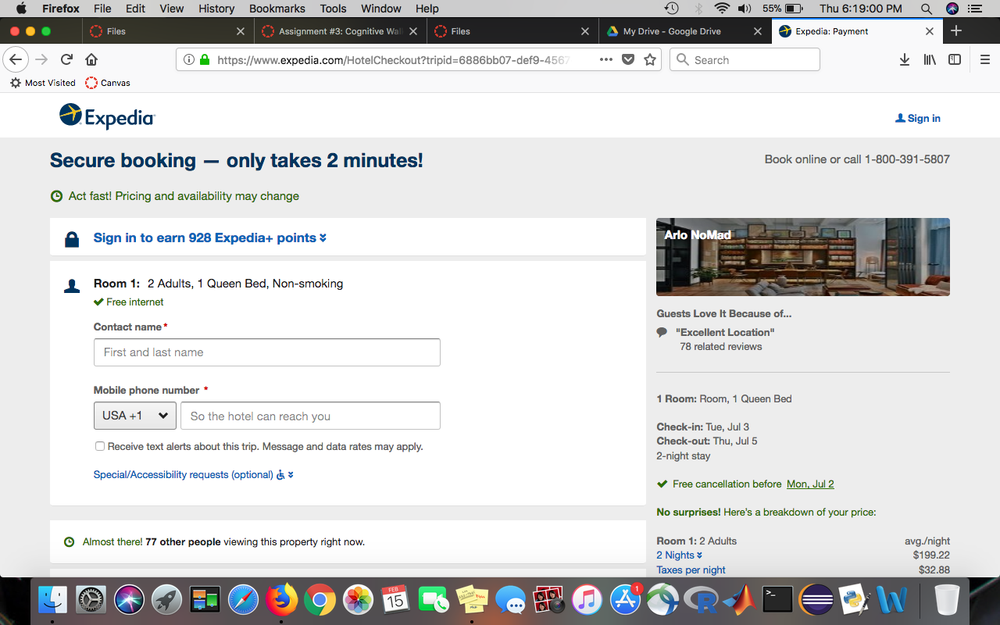 Firefox File Edit View History Bookmarks Tools Window Help 55% Thu 6:19:00 PM
Files Assignment #3: Cognitive Wal Files My Drive - Google Drive Expedia: Payment
https://www.expedia.com/HotelCheckout?tripid=6886bb07-def9-4567 Search
Most Visited Canvas
Expedia
Sign in
Secure booking — only takes 2 minutes!
Book online or call 1-800-391-5807
Act fast! Pricing and availability may change
Sign in to earn 928 Expedia+ points
Room 1: 2 Adults, 1 Queen Bed, Non-smoking
Free internet
Contact name*
First and last name
Mobile phone number *
USA +1 So the hotel can reach you
Receive text alerts about this trip. Message and data rates may apply.
Special/Accessibility requests (optional)
Almost there! 77 other people viewing this property right now.
Arlo NoMad
Guests Love It Because of...
"Excellent Location"
78 related reviews
1 Room: Room, 1 Queen Bed
Check-in: Tue, Jul 3
Check-out: Thu, Jul 5
2-night stay
Free cancellation before Mon, Jul 2
No surprises! Here's a breakdown of your price:
Room 1: 2 Adults avg./night
2 Nights $199.22
Taxes per night $32.88
FEB
15
1